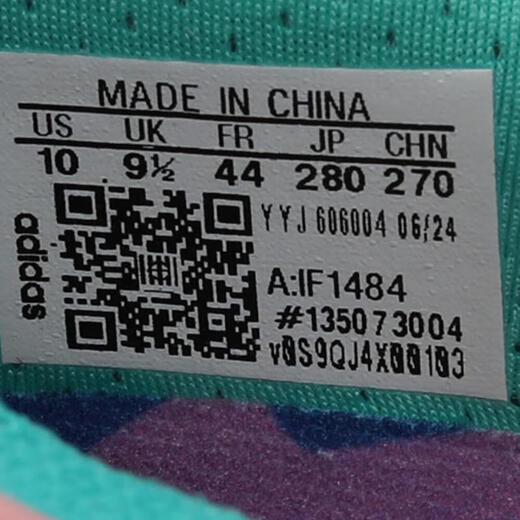 MADE IN CHINA
US UK FR JP CHN
10 9½ 44 280 270
YYJ 606004 06/24
A:IF1484
#135073004
v0S9QJ4X00103
adidas